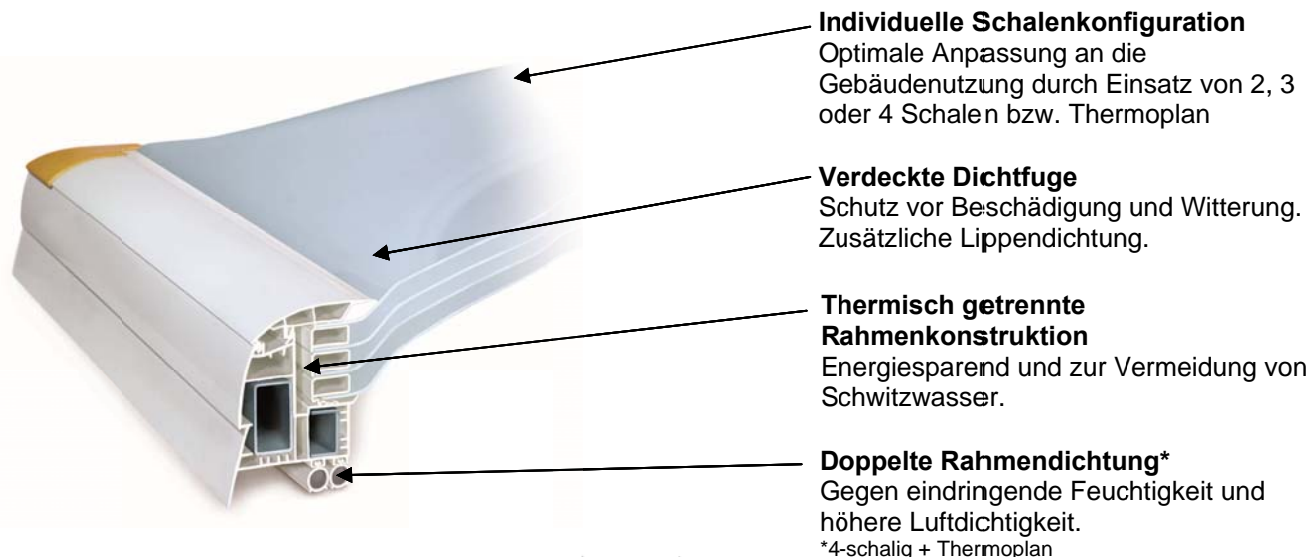 Individuelle Schalenkonfiguration
Optimale Anpassung an die
Gebäudenutzung durch Einsatz von 2, 3
oder 4 Schalen bzw. Thermoplan
Verdeckte Dichtfuge
Schutz vor Beschädigung und Witterung.
Zusätzliche Lippendichtung.
Thermisch getrennte
Rahmenkonstruktion
Energiesparend und zur Vermeidung von
Schwitzwasser.
Doppelte Rahmendichtung*
Gegen eindringende Feuchtigkeit und
höhere Luftdichtigkeit.
*4-schalig + Thermoplan